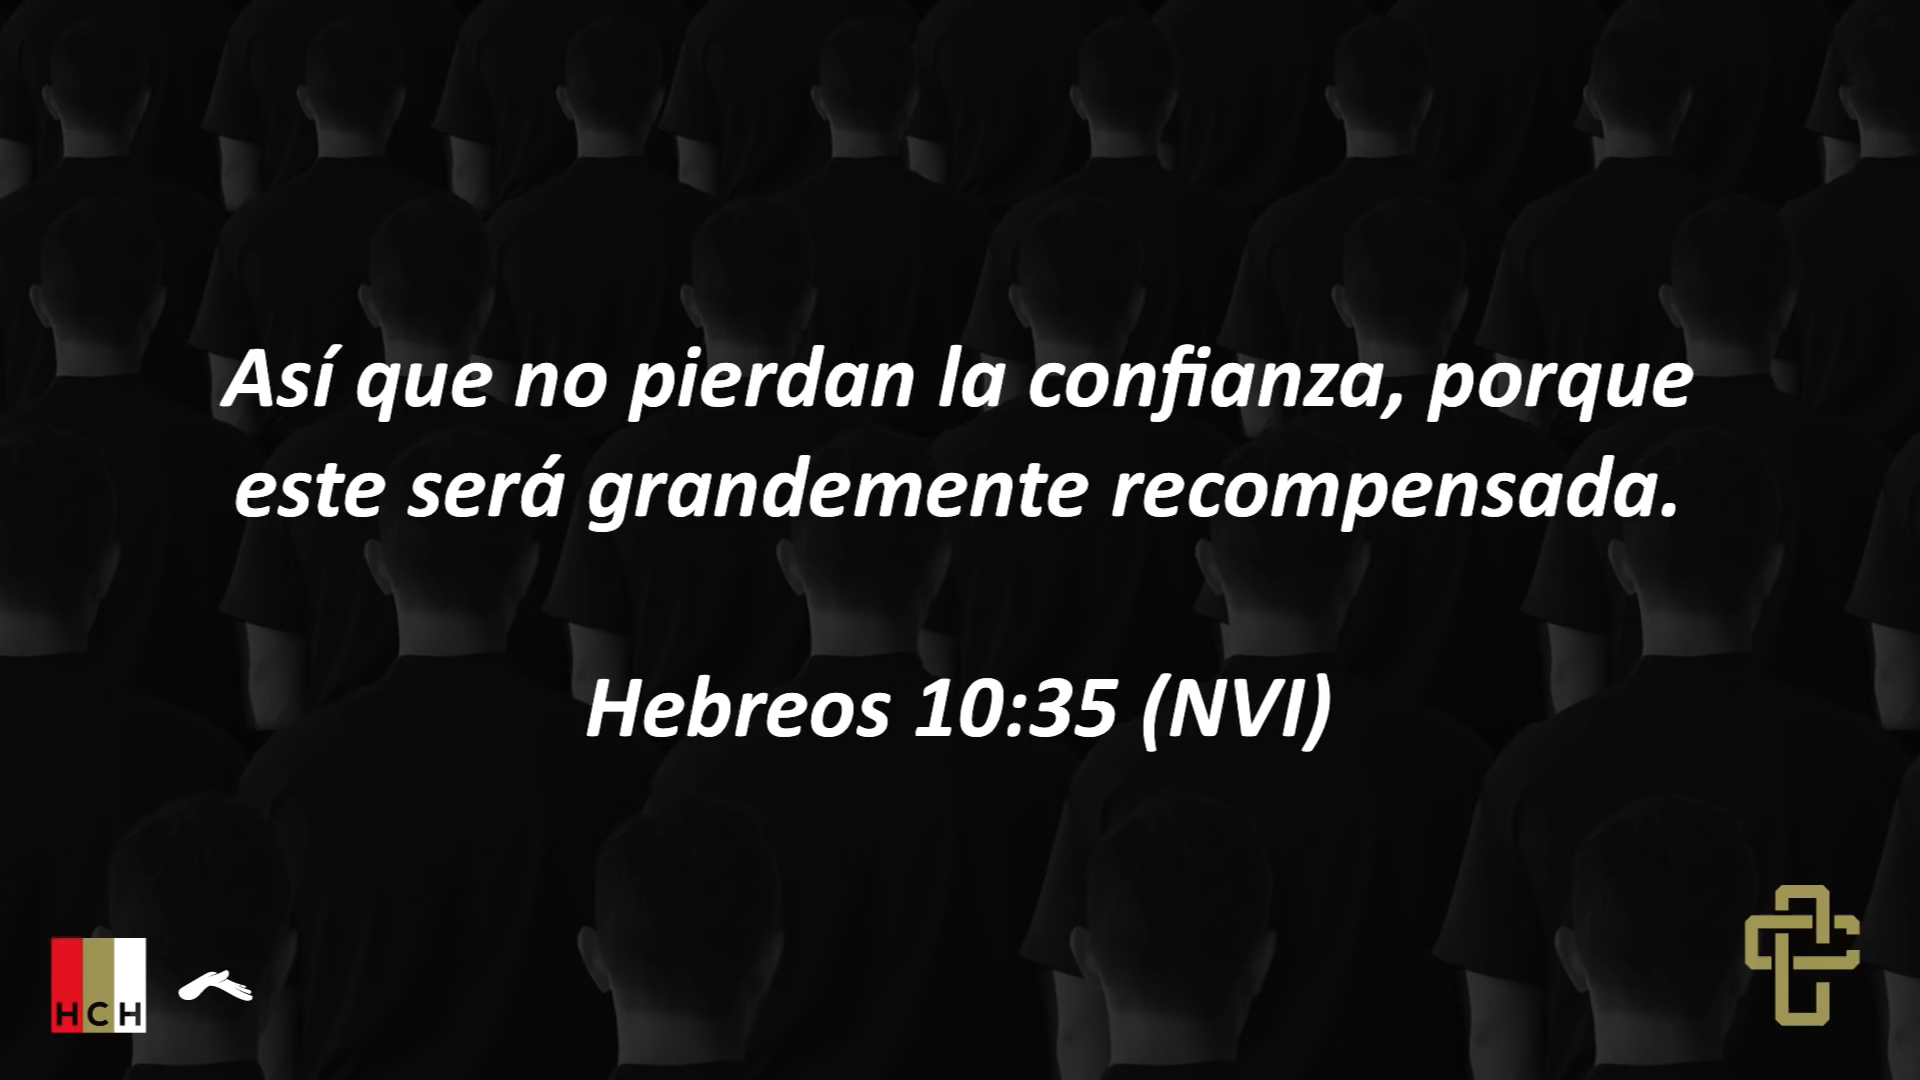 Así que no pierdan la confianza, porque
este será grandemente recompensada.
Hebreos 10:35 (NVI)
HCH